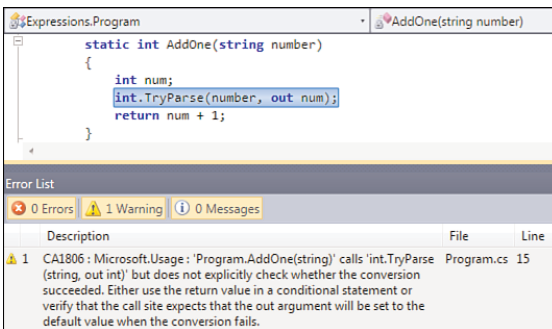 Expressions.Program
AddOne(string number)
static int AddOne(string number)
{
int num;
int.TryParse(number, out num);
return num + 1;
}
Error List
0 Errors
1 Warning
0 Messages
Description
File
Line
1
CA1806 : Microsoft.Usage : 'Program.AddOne(string)' calls 'int.TryParse
(string, out int)' but does not explicitly check whether the conversion
succeeded. Either use the return value in a conditional statement or
verify that the call site expects that the out argument will be set to the
default value when the conversion fails.
Program.cs
15